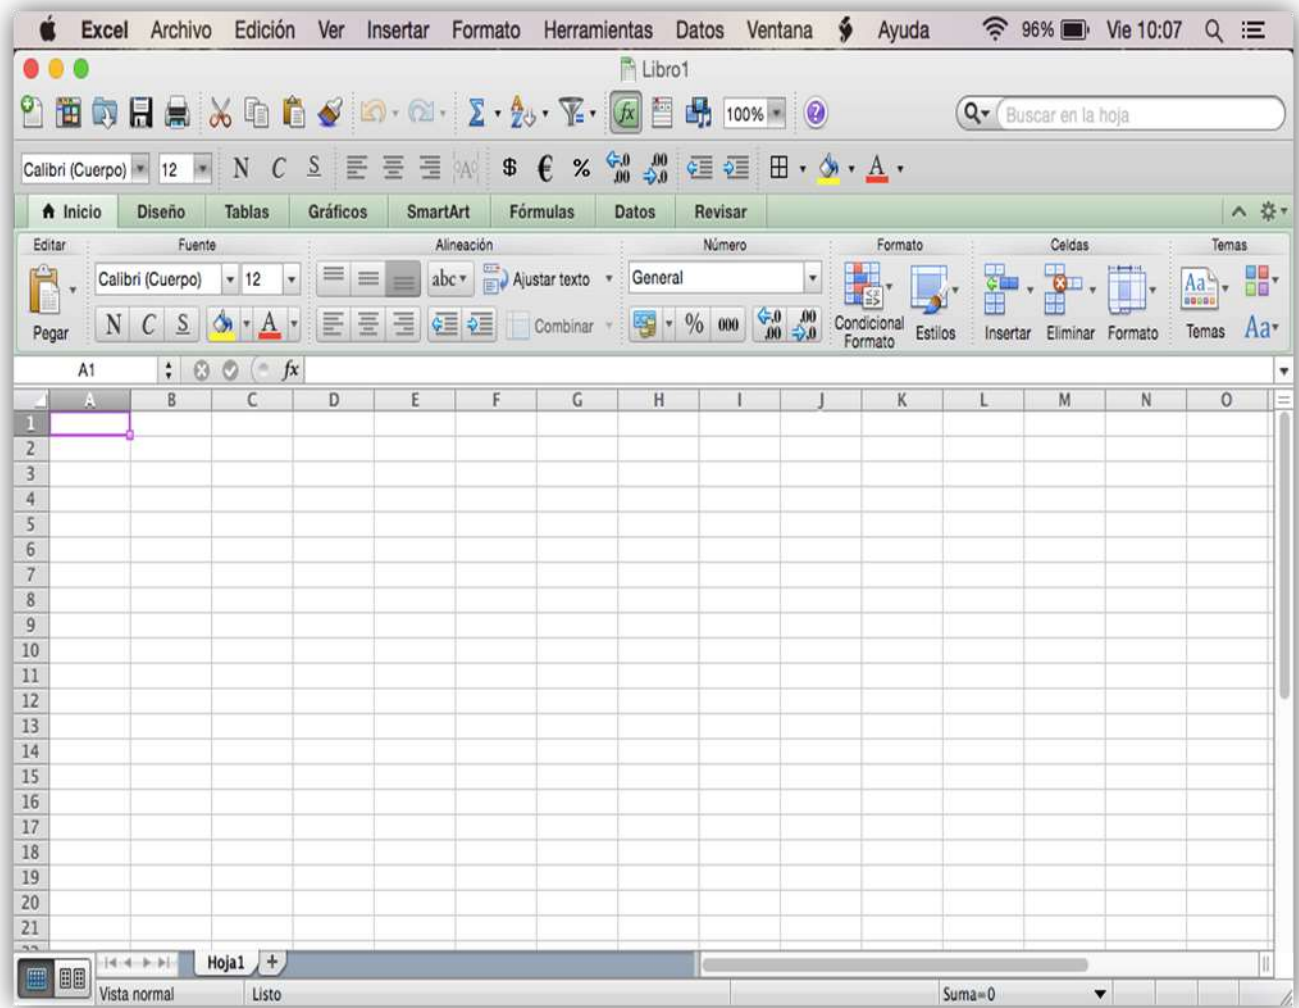 Excel Archivo Edición Ver Insertar Formato Herramientas Datos Ventana Ayuda 96% Vie 10:07
Libro1
100% Buscar en la hoja
Calibri (Cuerpo) 12 N C S $ € %
Inicio Diseño Tablas Gráficos SmartArt Fórmulas Datos Revisar
Editar Fuente Alineación Número Formato Celdas Temas
Calibri (Cuerpo) 12 abc Ajustar texto General
Pegar N C S A Combinar % 000 Condicional Formato Estilos Insertar Eliminar Formato Temas Aa
A1 fx
A B C D E F G H I J K L M N O
1
2
3
4
5
6
7
8
9
10
11
12
13
14
15
16
17
18
19
20
21
Hoja1 +
Vista normal Listo Suma=0